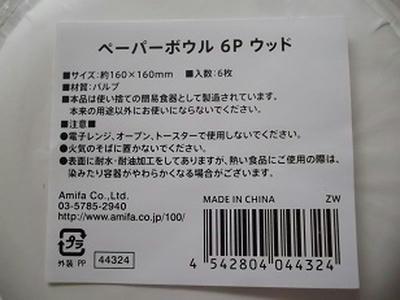 ペーパーボウル 6P ウッド
■サイズ:約160×160mm ■入数:6枚
■材質:パルプ
■本品は使い捨ての簡易食器として製造されています。
本来の用途以外にお使いにならないでください。
■注意■
●電子レンジ、オーブン、トースターで使用しないでください。
●火気のそばに置かないでください。
●表面に耐水・耐油加工をしてありますが、熱い食品にご使用の際は、
染みたり容器がやわらかくなる場合がございます。
Amifa Co.,Ltd.
03-5785-2940
http://www.amifa.co.jp/100/
MADE IN CHINA ZW
プラ
外装 PP 44324
4 542804 044324